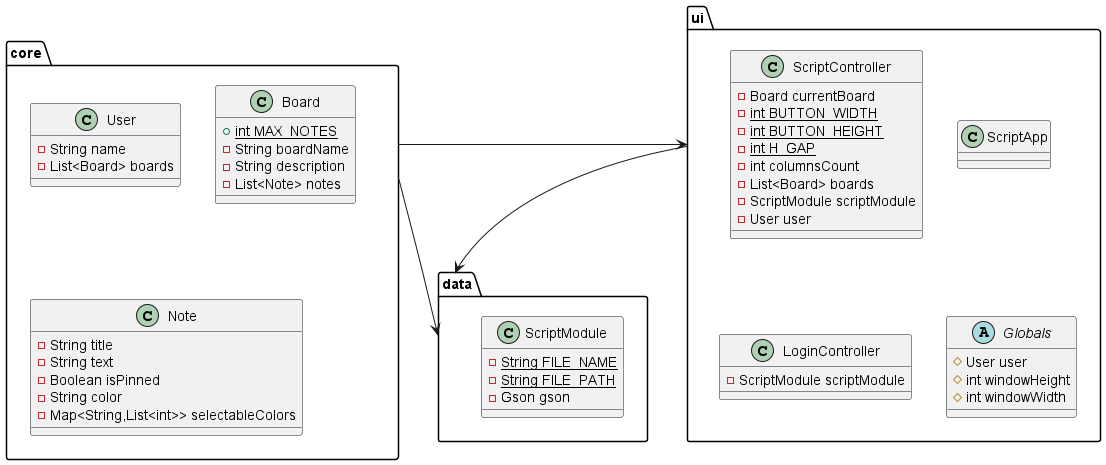 core
C User
String name
List<Board> boards
C Board
int MAX_NOTES
String boardName
String description
List<Note> notes
C Note
String title
String text
Boolean isPinned
String color
Map<String,List<int>> selectableColors
data
C ScriptModule
String FILE_NAME
String FILE_PATH
Gson gson
ui
C ScriptController
Board currentBoard
int BUTTON_WIDTH
int BUTTON_HEIGHT
int H_GAP
int columnsCount
List<Board> boards
ScriptModule scriptModule
User user
C ScriptApp
C LoginController
ScriptModule scriptModule
A Globals
User user
int windowHeight
int windowWidth